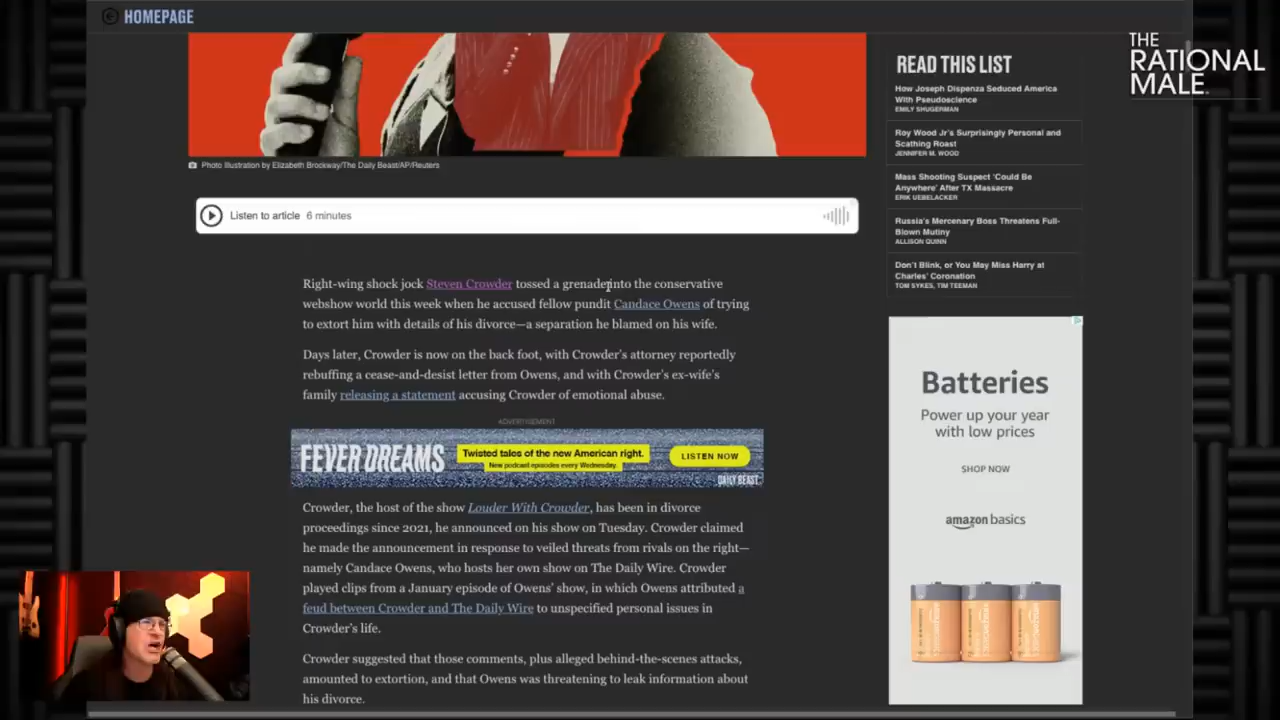 HOMEPAGE
THE
RATIONAL
MALE
Photo Illustration by Elizabeth Brockway/The Daily Beast/AP/Reuters
Listen to article 6 minutes
Right-wing shock jock Steven Crowder tossed a grenade into the conservative
webshow world this week when he accused fellow pundit Candace Owens of trying
to extort him with details of his divorce—a separation he blamed on his wife.
Days later, Crowder is now on the back foot, with Crowder's attorney reportedly
rebuffing a cease-and-desist letter from Owens, and with Crowder's ex-wife's
family releasing a statement accusing Crowder of emotional abuse.
ADVERTISEMENT
FEVER DREAMS
Twisted tales of the new American right.
New podcast episodes every Wednesday.
LISTEN NOW
DAILY BEAST
Crowder, the host of the show Louder With Crowder, has been in divorce
proceedings since 2021, he announced on his show on Tuesday. Crowder claimed
he made the announcement in response to veiled threats from rivals on the right—
namely Candace Owens, who hosts her own show on The Daily Wire. Crowder
played clips from a January episode of Owens' show, in which Owens attributed a
feud between Crowder and The Daily Wire to unspecified personal issues in
Crowder's life.
Crowder suggested that those comments, plus alleged behind-the-scenes attacks,
amounted to extortion, and that Owens was threatening to leak information about
his divorce.
READ THIS LIST
How Joseph Dispenza Seduced America
With Pseudoscience
EMILY SHUGERMAN
Roy Wood Jr's Surprisingly Personal and
Scathing Roast
JENNIFER M. WOOD
Mass Shooting Suspect 'Could Be
Anywhere' After TX Massacre
ERIK UEBELACKER
Russia's Mercenary Boss Threatens Full-
Blown Mutiny
ALLISON QUINN
Don't Blink, or You May Miss Harry at
Charles' Coronation
TOM SYKES, TIM TEEMAN
Batteries
Power up your year
with low prices
SHOP NOW
amazon basics